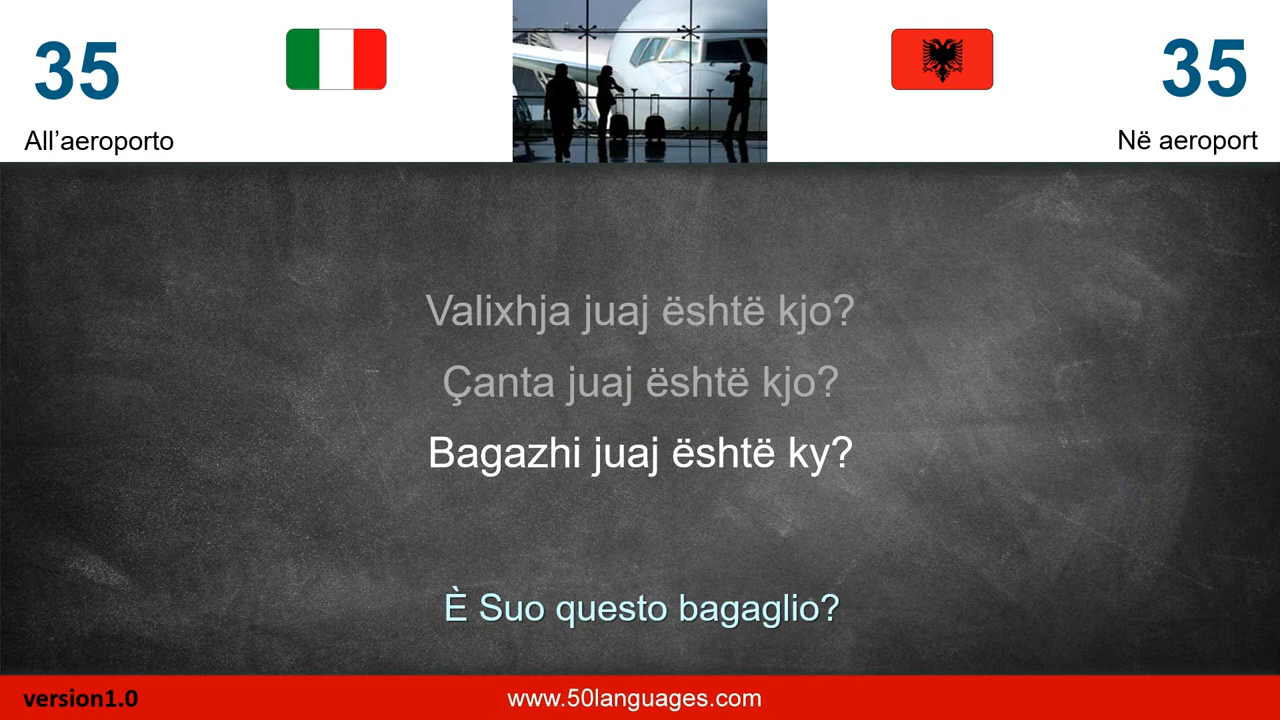 35
35
All'aeroporto
Në aeroport
Valixhja juaj është kjo?
Çanta juaj është kjo?
Bagazhi juaj është ky?
È Suo questo bagaglio?
version1.0
www.50languages.com